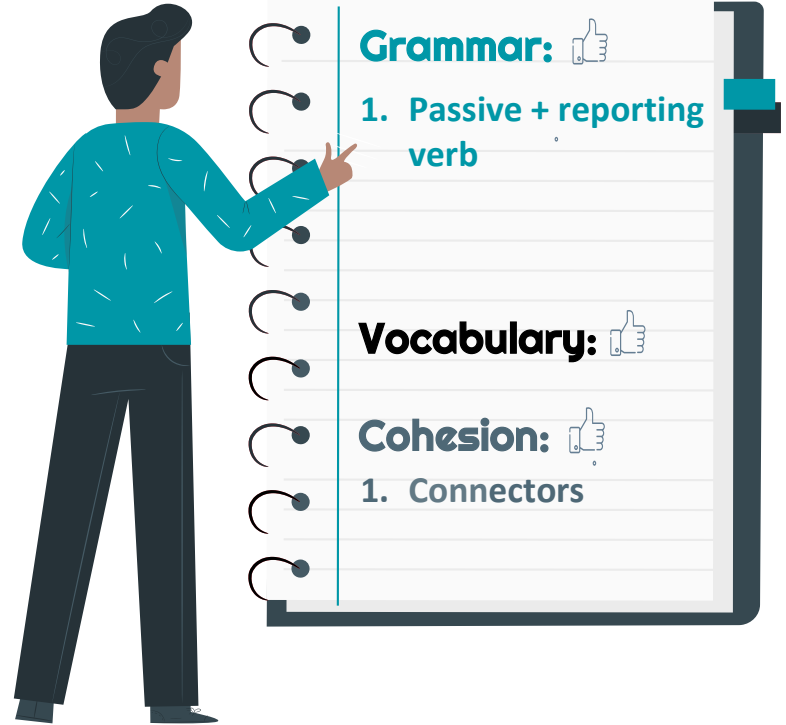 Grammar:
1. Passive + reporting
verb
Vocabulary:
Cohesion:
1. Connectors